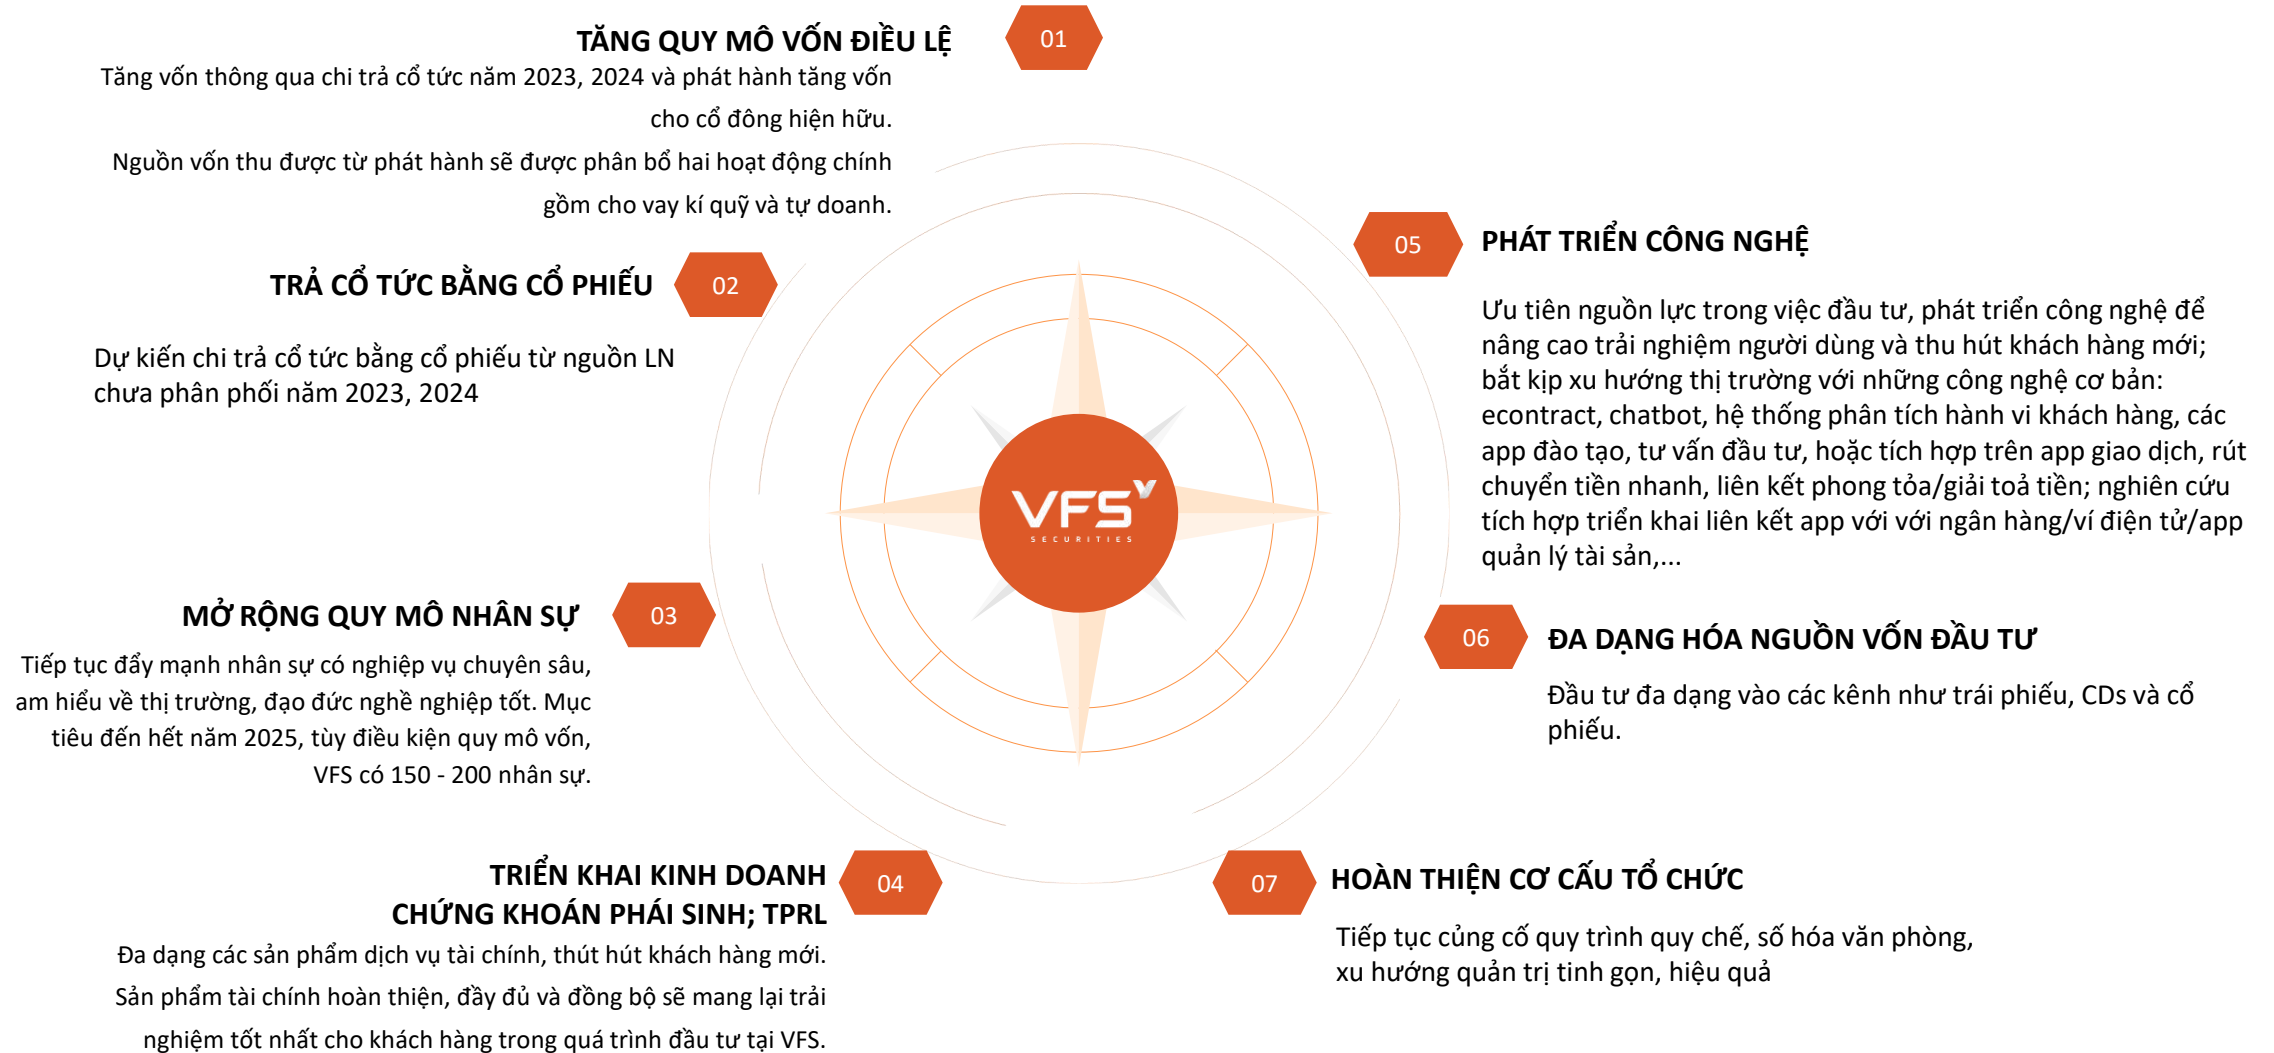 TĂNG QUY MÔ VỐN ĐIỀU LỆ
01
Tăng vốn thông qua chi trả cổ tức năm 2023, 2024 và phát hành tăng vốn
cho cổ đông hiện hữu.
Nguồn vốn thu được từ phát hành sẽ được phân bổ hai hoạt động chính
gồm cho vay kí quỹ và tự doanh.
TRẢ CỔ TỨC BẰNG CỔ PHIẾU
02
Dự kiến chi trả cổ tức bằng cổ phiếu từ nguồn LN
chưa phân phối năm 2023, 2024
MỞ RỘNG QUY MÔ NHÂN SỰ
03
Tiếp tục đẩy mạnh nhân sự có nghiệp vụ chuyên sâu,
am hiểu về thị trường, đạo đức nghề nghiệp tốt. Mục
tiêu đến hết năm 2025, tùy điều kiện quy mô vốn,
VFS có 150 - 200 nhân sự.
TRIỂN KHAI KINH DOANH
CHỨNG KHOÁN PHÁI SINH; TPRL
04
Đa dạng các sản phẩm dịch vụ tài chính, thút hút khách hàng mới.
Sản phẩm tài chính hoàn thiện, đầy đủ và đồng bộ sẽ mang lại trải
nghiệm tốt nhất cho khách hàng trong quá trình đầu tư tại VFS.
VFS
SECURITIES
05
PHÁT TRIỂN CÔNG NGHỆ
Ưu tiên nguồn lực trong việc đầu tư, phát triển công nghệ để
nâng cao trải nghiệm người dùng và thu hút khách hàng mới;
bắt kịp xu hướng thị trường với những công nghệ cơ bản:
econtract, chatbot, hệ thống phân tích hành vi khách hàng, các
app đào tạo, tư vấn đầu tư, hoặc tích hợp trên app giao dịch, rút
chuyển tiền nhanh, liên kết phong tỏa/giải toả tiền; nghiên cứu
tích hợp triển khai liên kết app với với ngân hàng/ví điện tử/app
quản lý tài sản,...
06
ĐA DẠNG HÓA NGUỒN VỐN ĐẦU TƯ
Đầu tư đa dạng vào các kênh như trái phiếu, CDs và cổ
phiếu.
07
HOÀN THIỆN CƠ CẤU TỔ CHỨC
Tiếp tục củng cố quy trình quy chế, số hóa văn phòng,
xu hướng quản trị tinh gọn, hiệu quả